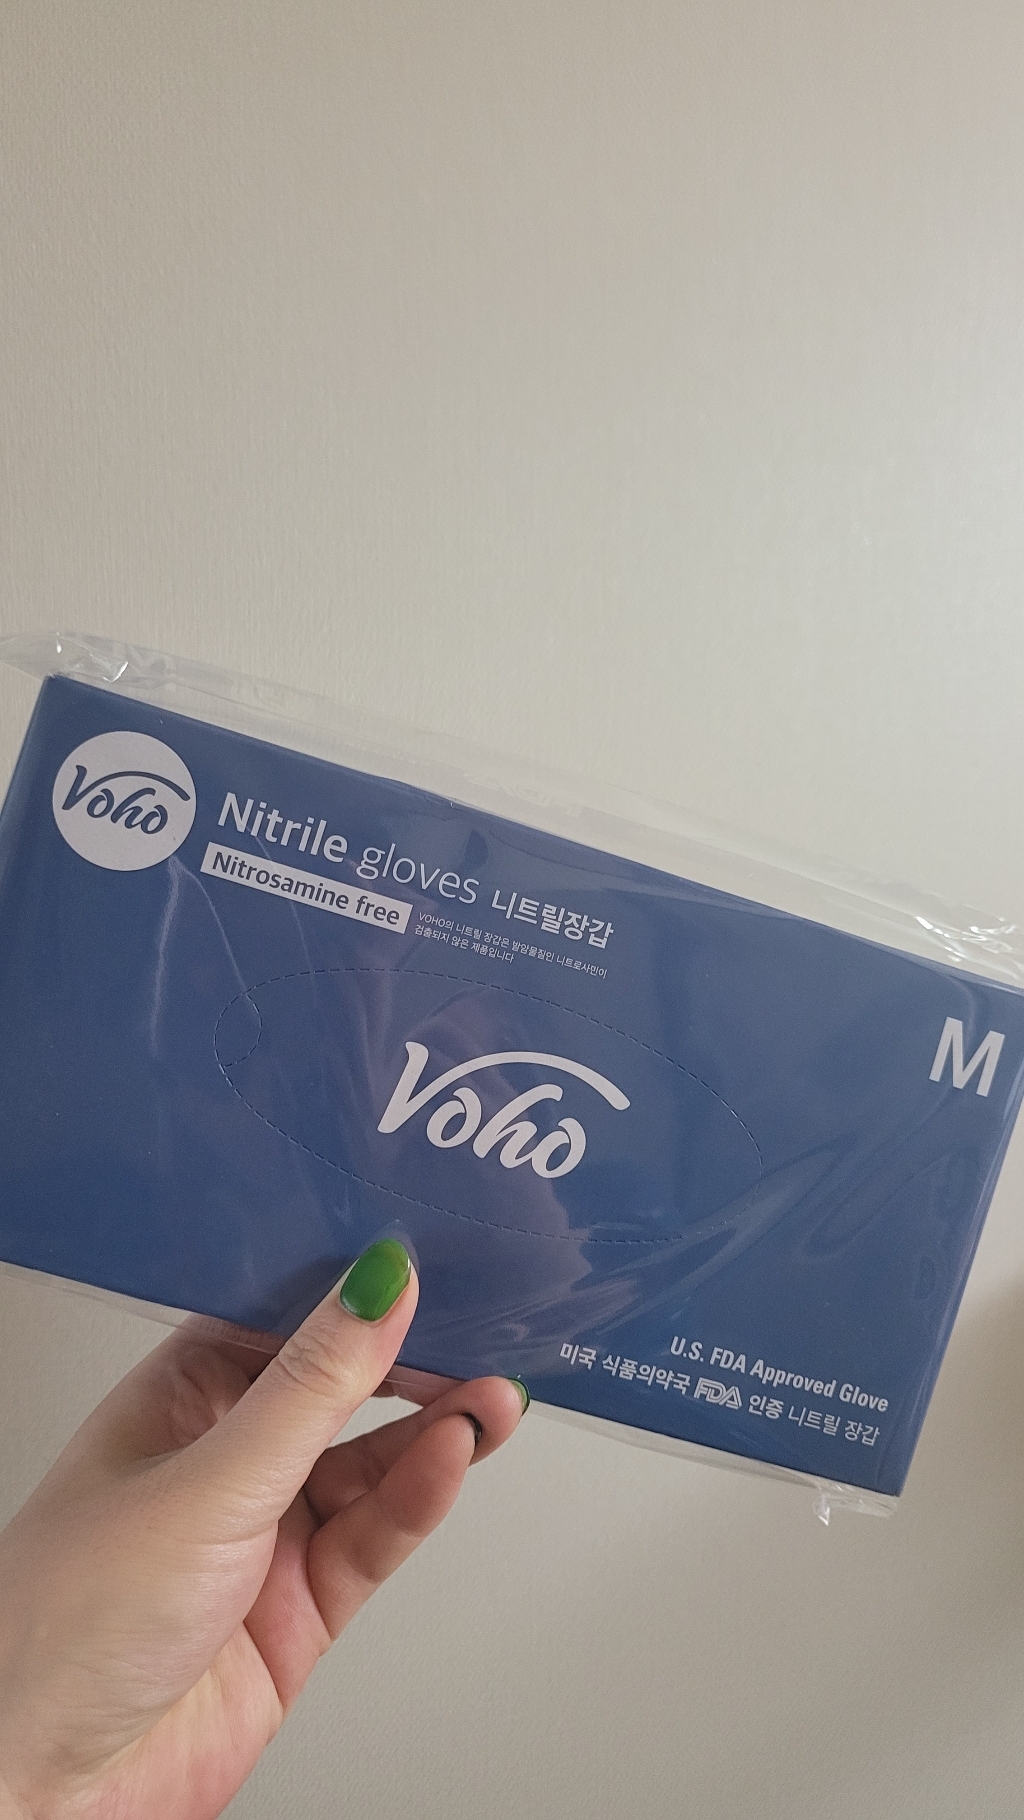 Voho
Nitrile gloves 니트릴장갑
Nitrosamine free
VOHO의 니트릴 장갑은 발암물질인 니트로사민이
검출되지 않은 제품입니다
M
Voho
U.S. FDA Approved Glove
미국 식품의약국 FDA 인증 니트릴 장갑